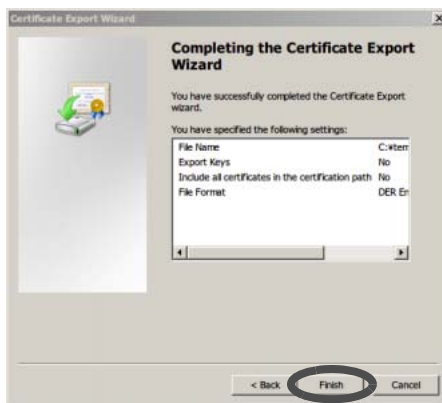 Certificate Export Wizard
Completing the Certificate Export
Wizard
You have successfully completed the Certificate Export
wizard.
You have specified the following settings:
File Name C:¥tem
Export Keys No
Include all certificates in the certification path No
File Format DER En
< Back Finish Cancel